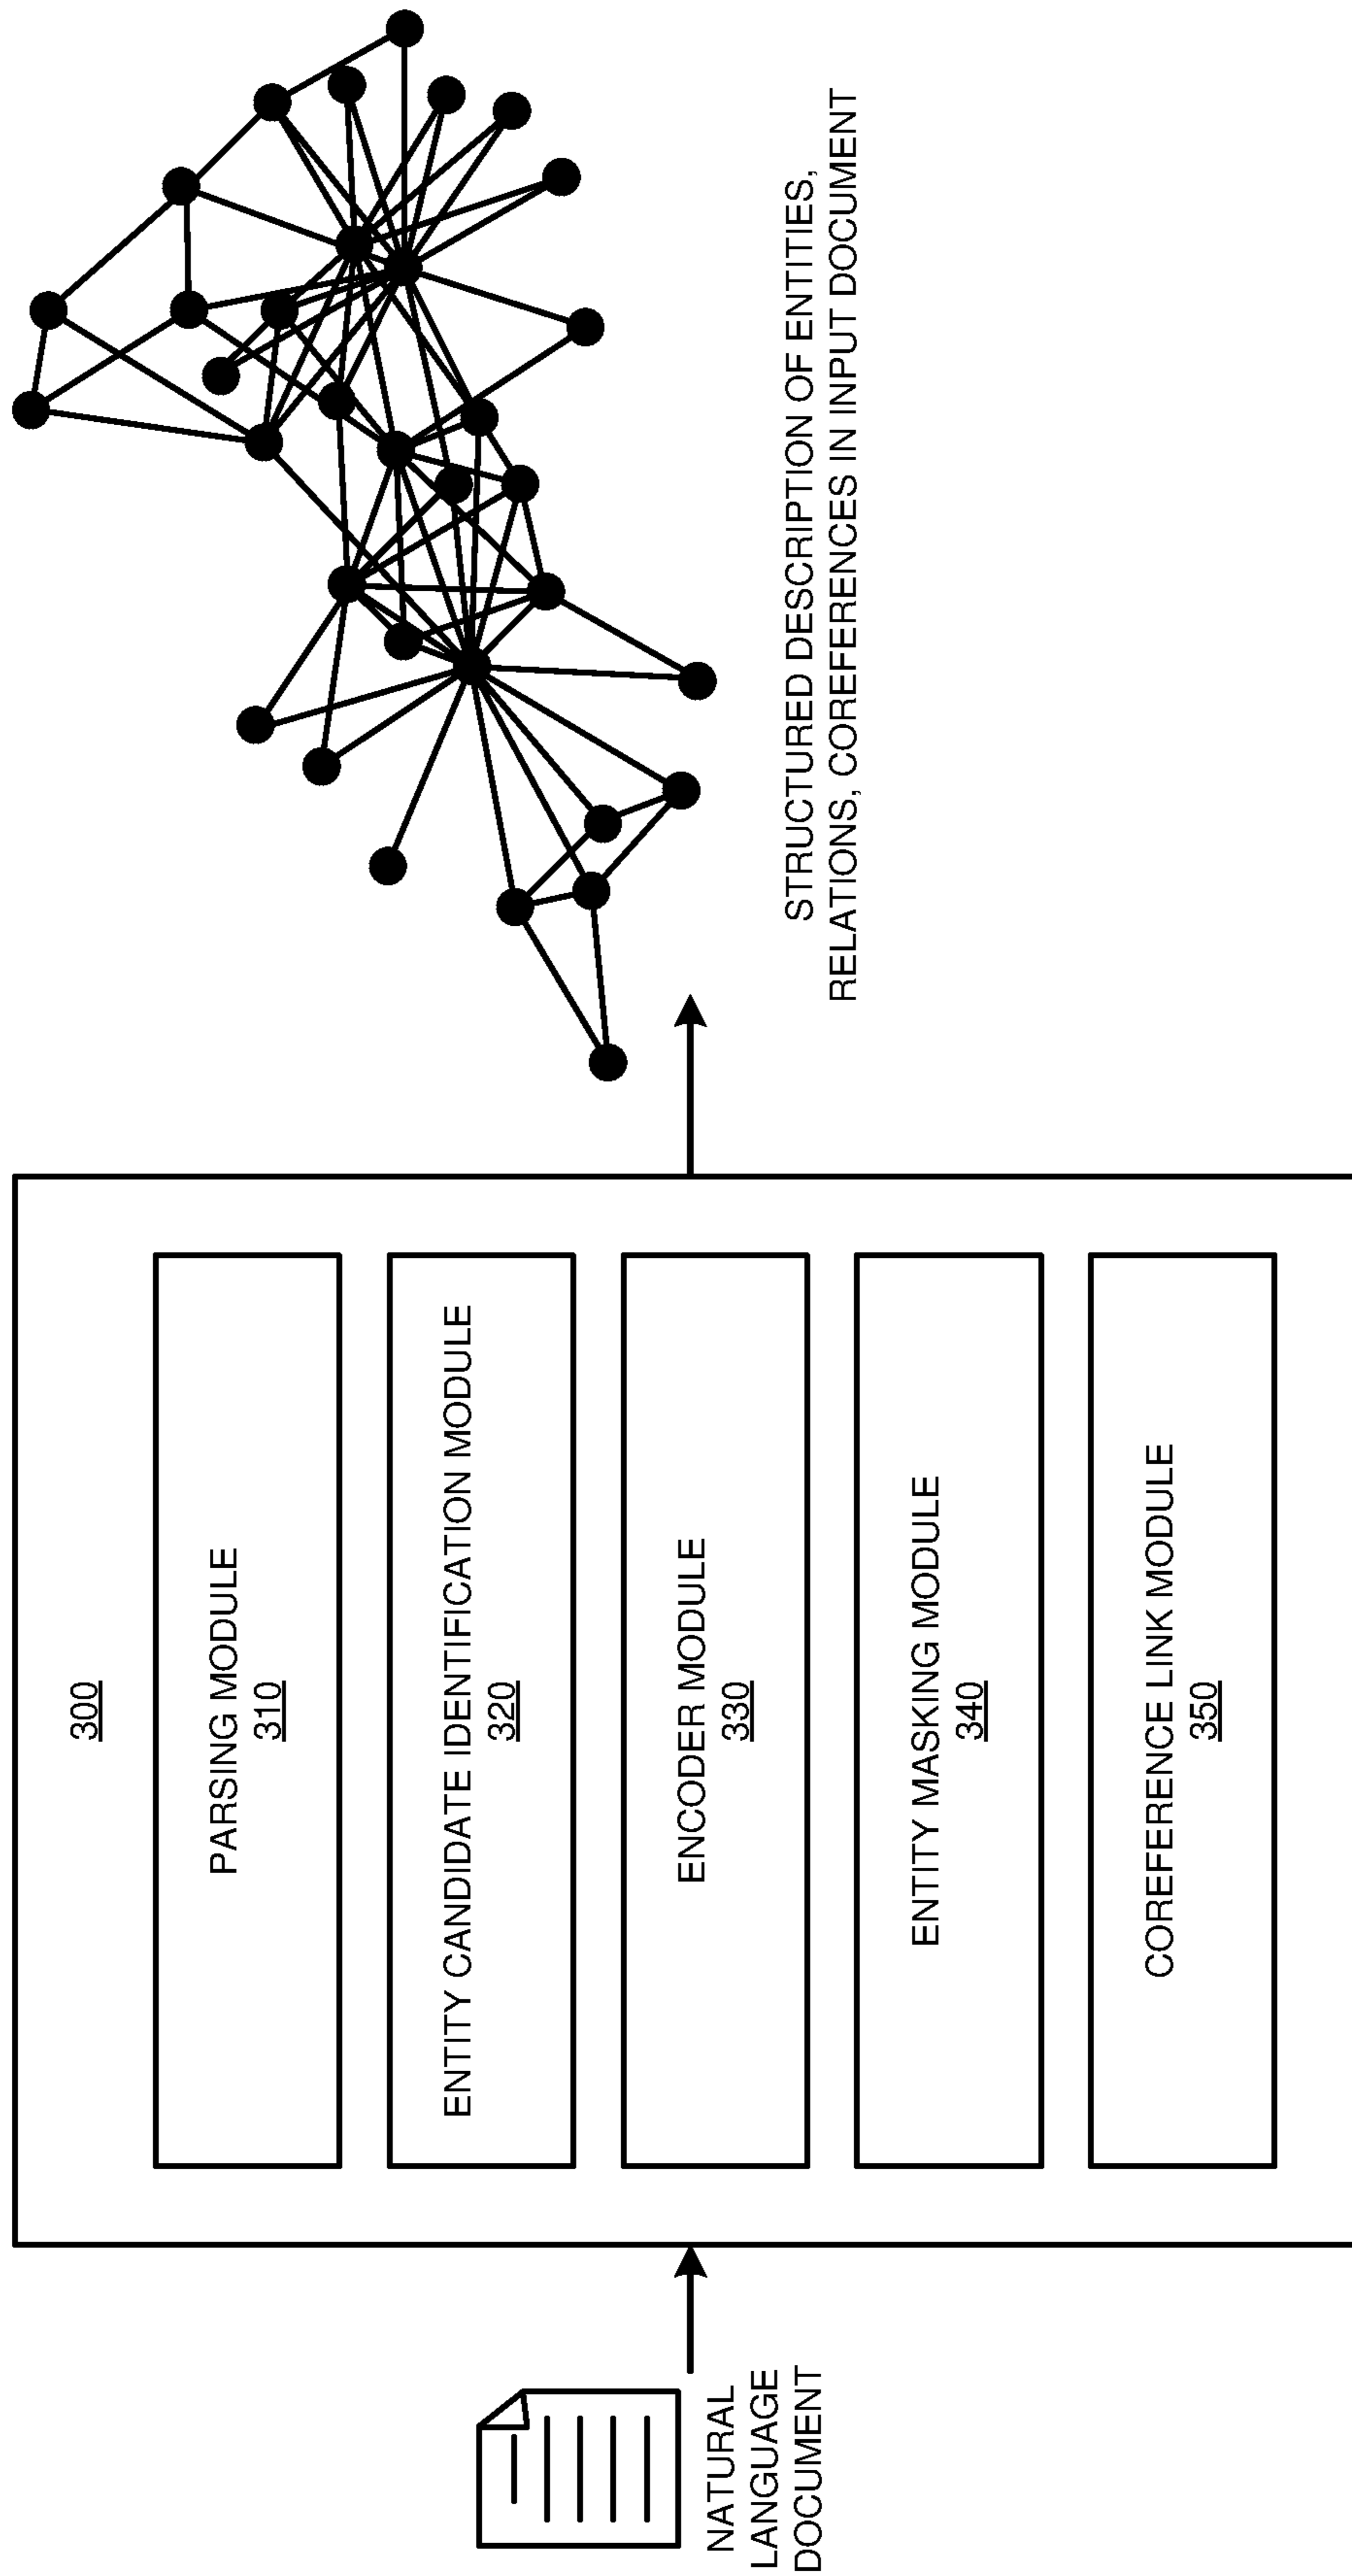 NATURAL
LANGUAGE
DOCUMENT
300
PARSING MODULE
310
ENTITY CANDIDATE IDENTIFICATION MODULE
320
ENCODER MODULE
330
ENTITY MASKING MODULE
340
COREFERENCE LINK MODULE
350
STRUCTURED DESCRIPTION OF ENTITIES,
RELATIONS, COREFERENCES IN INPUT DOCUMENT